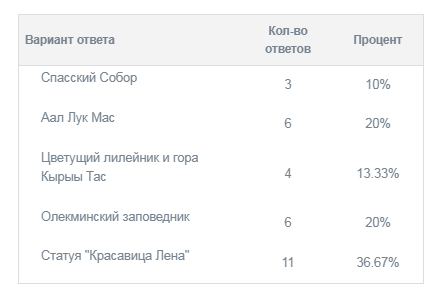 Вариант ответа Кол-во ответов Процент
Спасский Собор 3 10%
Аал Лук Мас 6 20%
Цветущий лилейник и гора
Кырыы Тас 4 13.33%
Олекминский заповедник 6 20%
Статуя "Красавица Лена" 11 36.67%